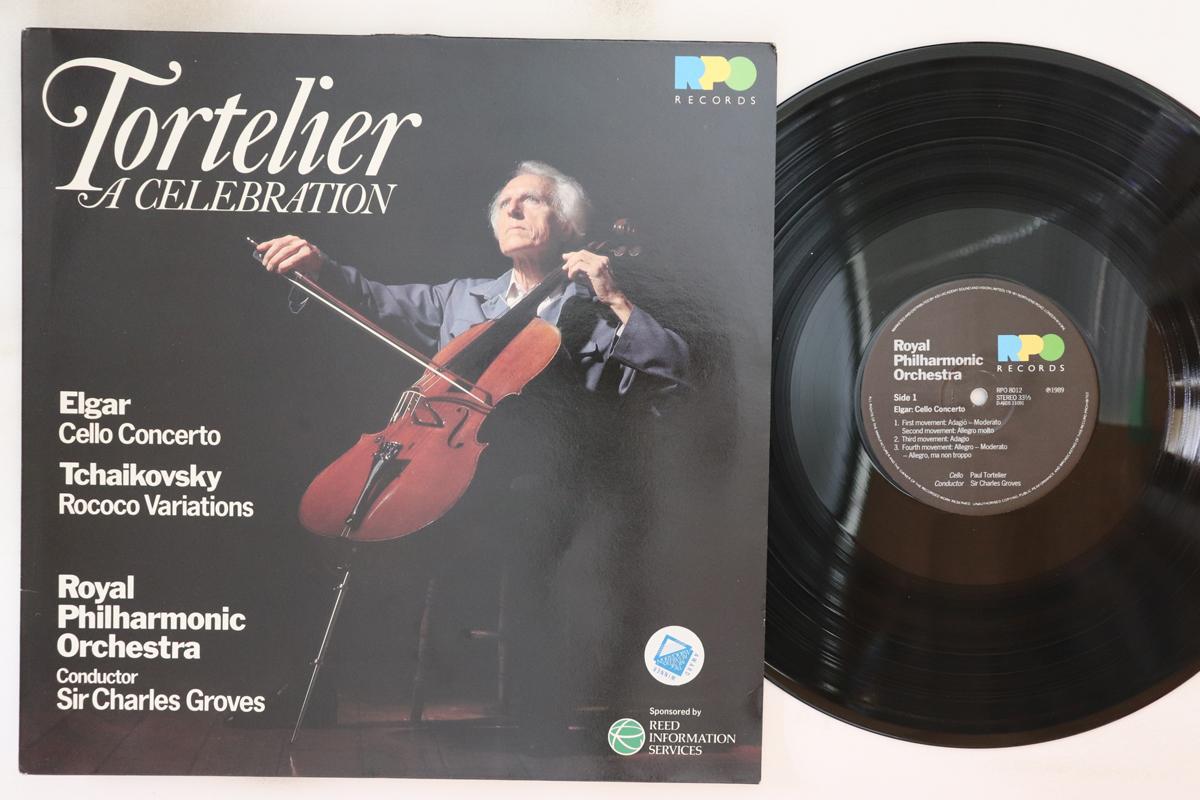 Tortelier
A CELEBRATION
RPO
RECORDS
Elgar
Cello Concerto
Tchaikovsky
Rococo Variations
Royal
Philharmonic
Orchestra
Conductor
Sir Charles Groves
AWARD
WINNER
Sponsored by
REED
INFORMATION
SERVICES
RPO
RECORDS
Royal
Philharmonic
Orchestra
Side 1
RPO 8012
℗1989
STEREO 33⅓
Elgar: Cello Concerto
1. First movement: Adagio – Moderato
Second movement: Allegro molto
2. Third movement: Adagio
3. Fourth movement: Allegro – Moderato
– Allegro, ma non troppo
Cello Paul Tortelier
Conductor Sir Charles Groves